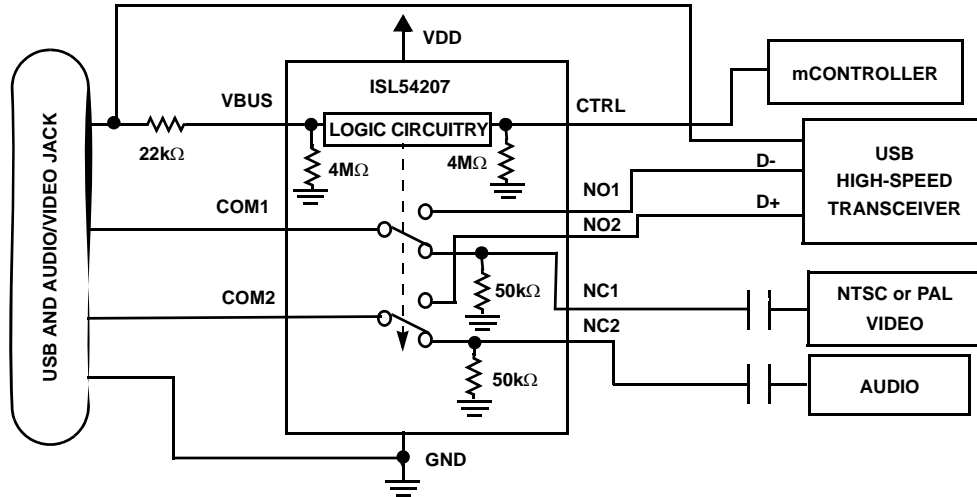 VDD
mCONTROLLER
ISL54207
VBUS
CTRL
LOGIC CIRCUITRY
22kΩ
4MΩ
4MΩ
USB
HIGH-SPEED
TRANSCEIVER
D-
D+
USB AND AUDIO/VIDEO JACK
COM1
NO1
NO2
50kΩ
NC1
NTSC or PAL
VIDEO
COM2
NC2
50kΩ
AUDIO
GND